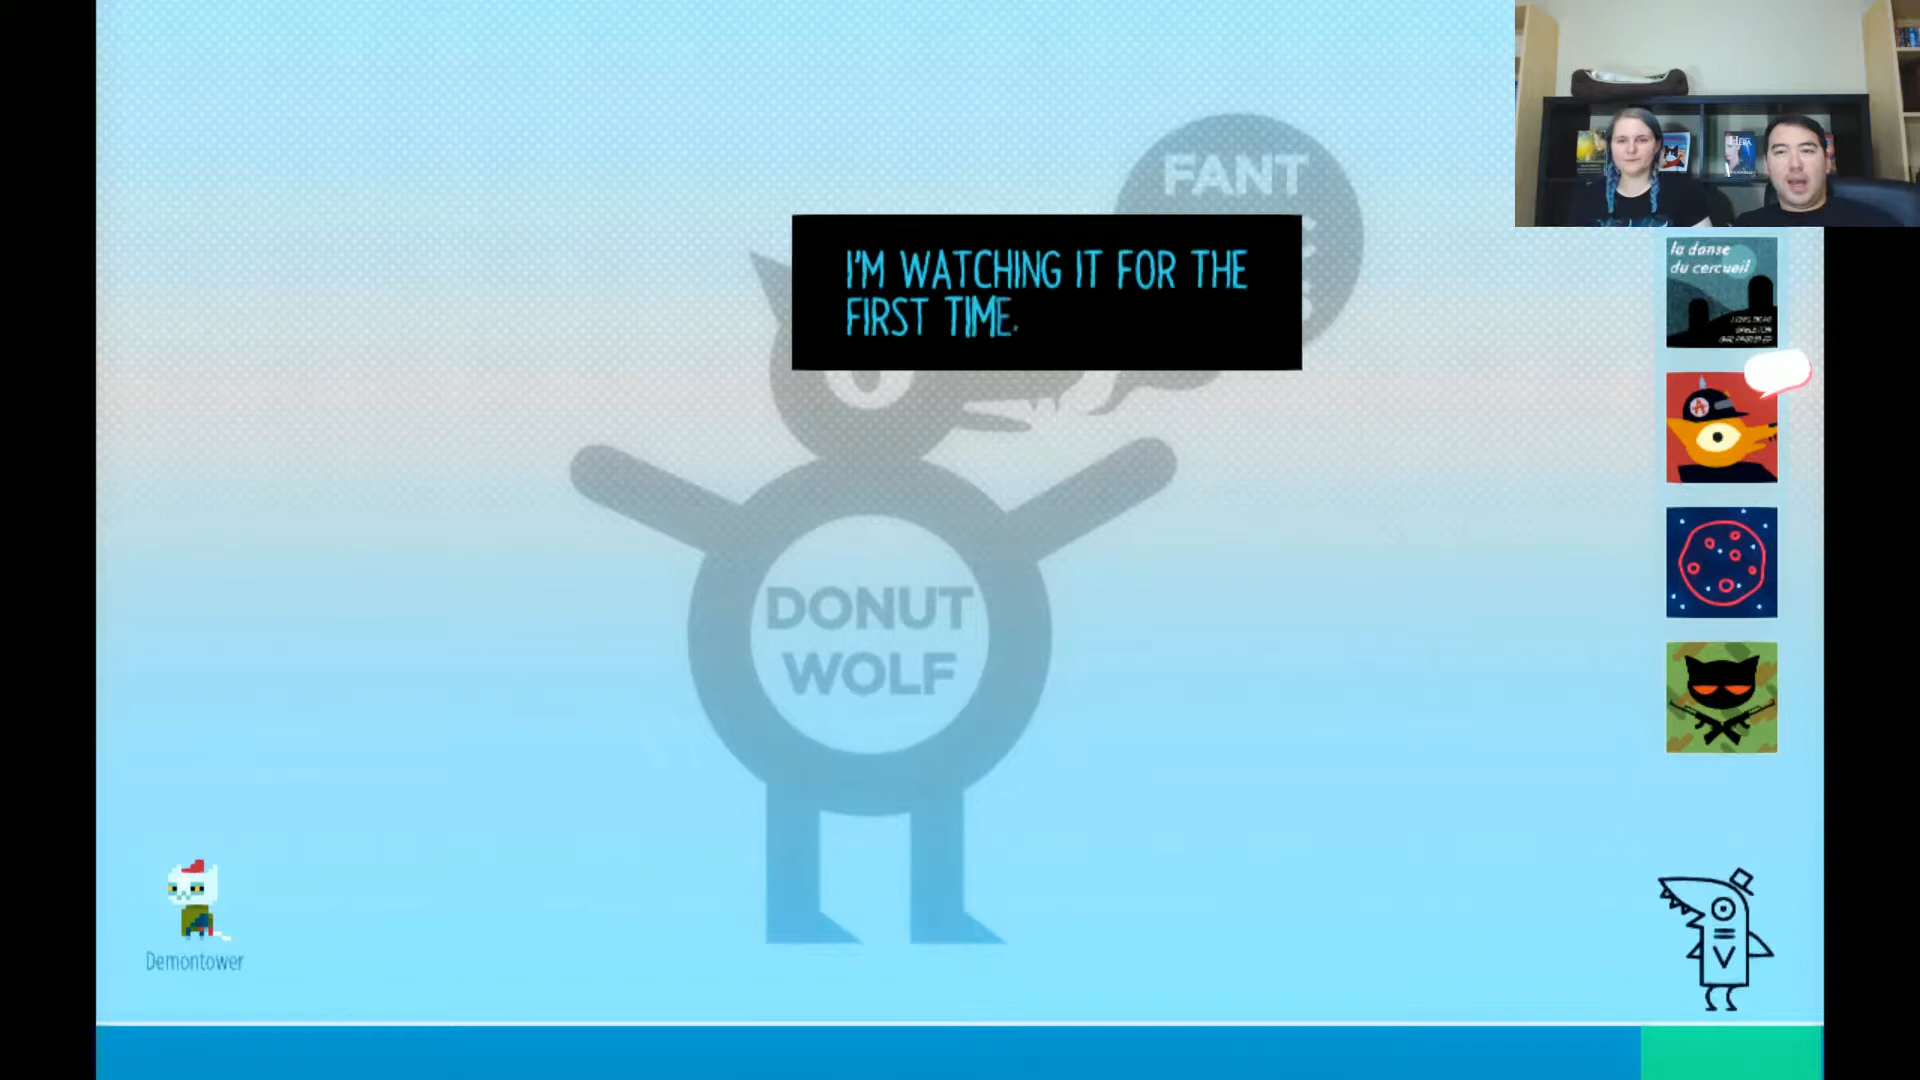 FANT
I'M WATCHING IT FOR THE
FIRST TIME.
la danse
du cercueil
DONUT
WOLF
Demontower